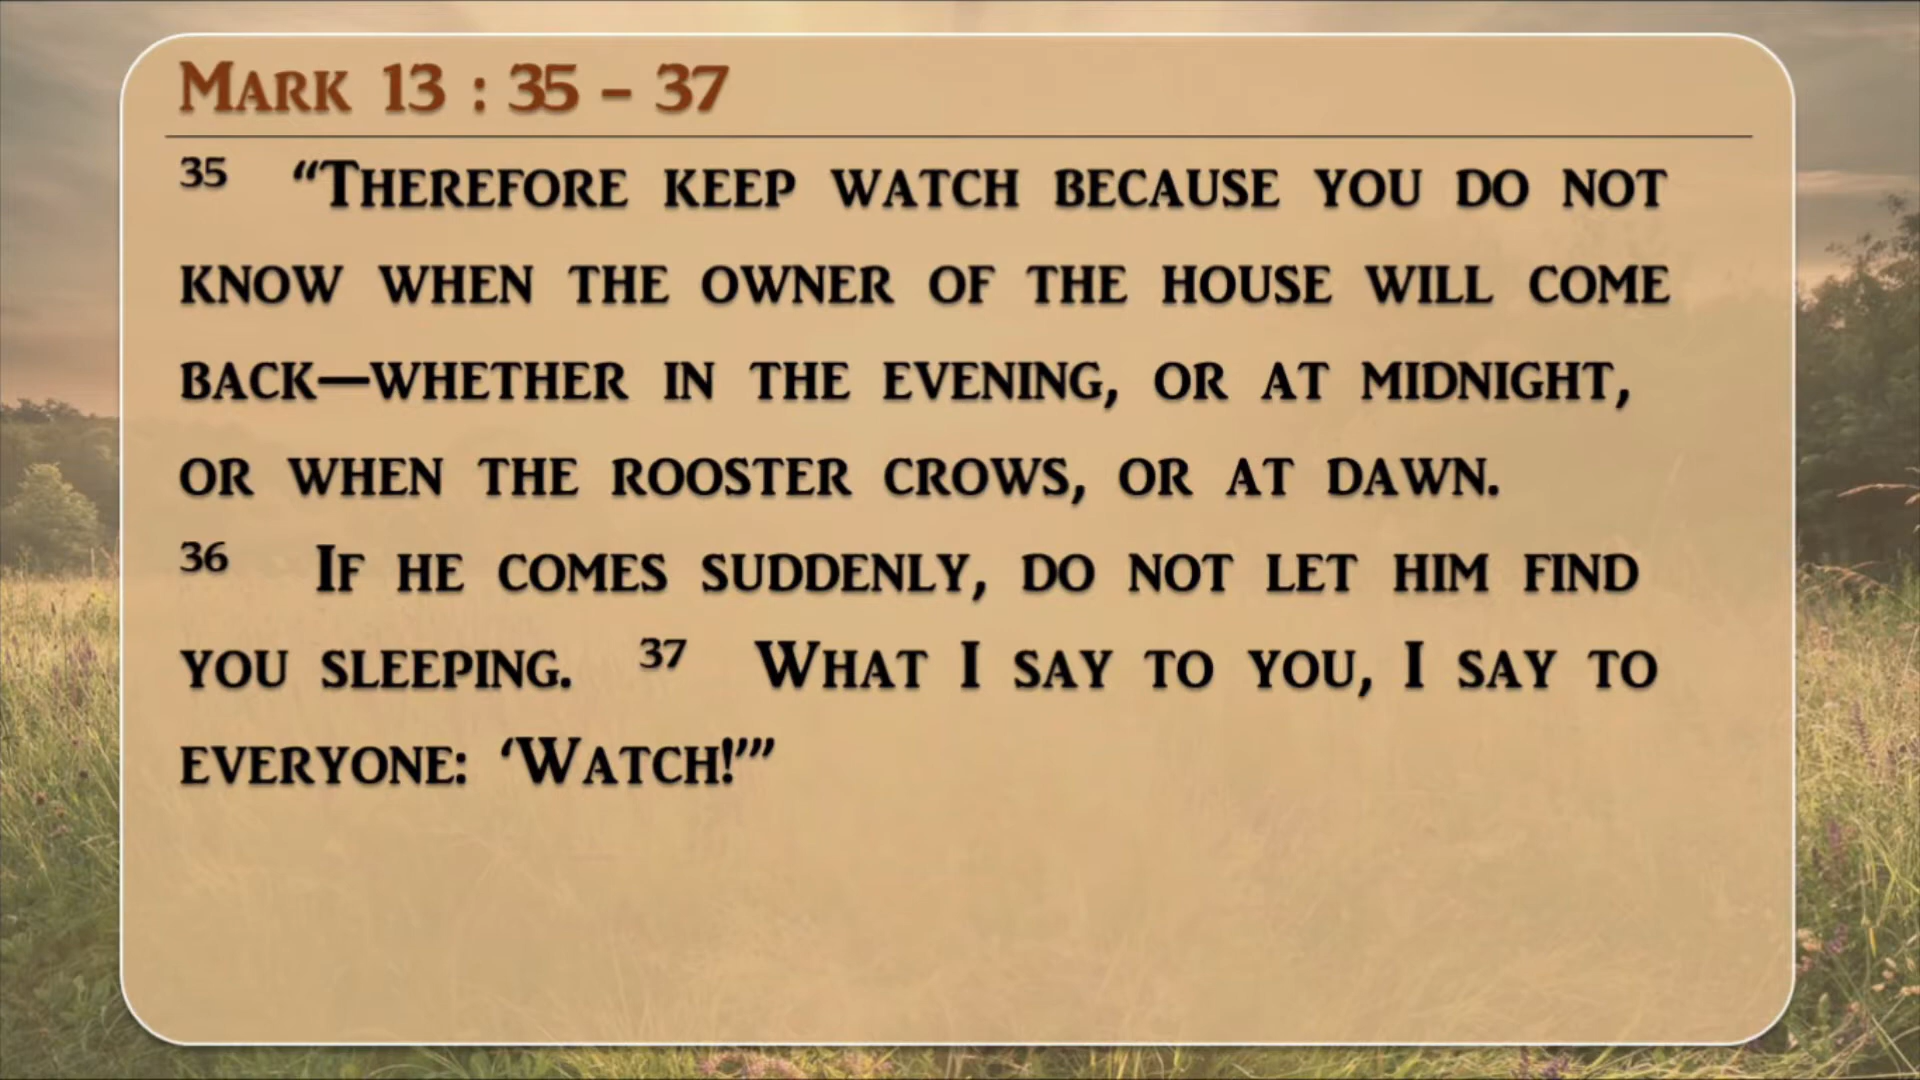 Mark 13 : 35 – 37
35 “Therefore keep watch because you do not
know when the owner of the house will come
back—whether in the evening, or at midnight,
or when the rooster crows, or at dawn.
36 If he comes suddenly, do not let him find
you sleeping. 37 What I say to you, I say to
everyone: ‘Watch!’”